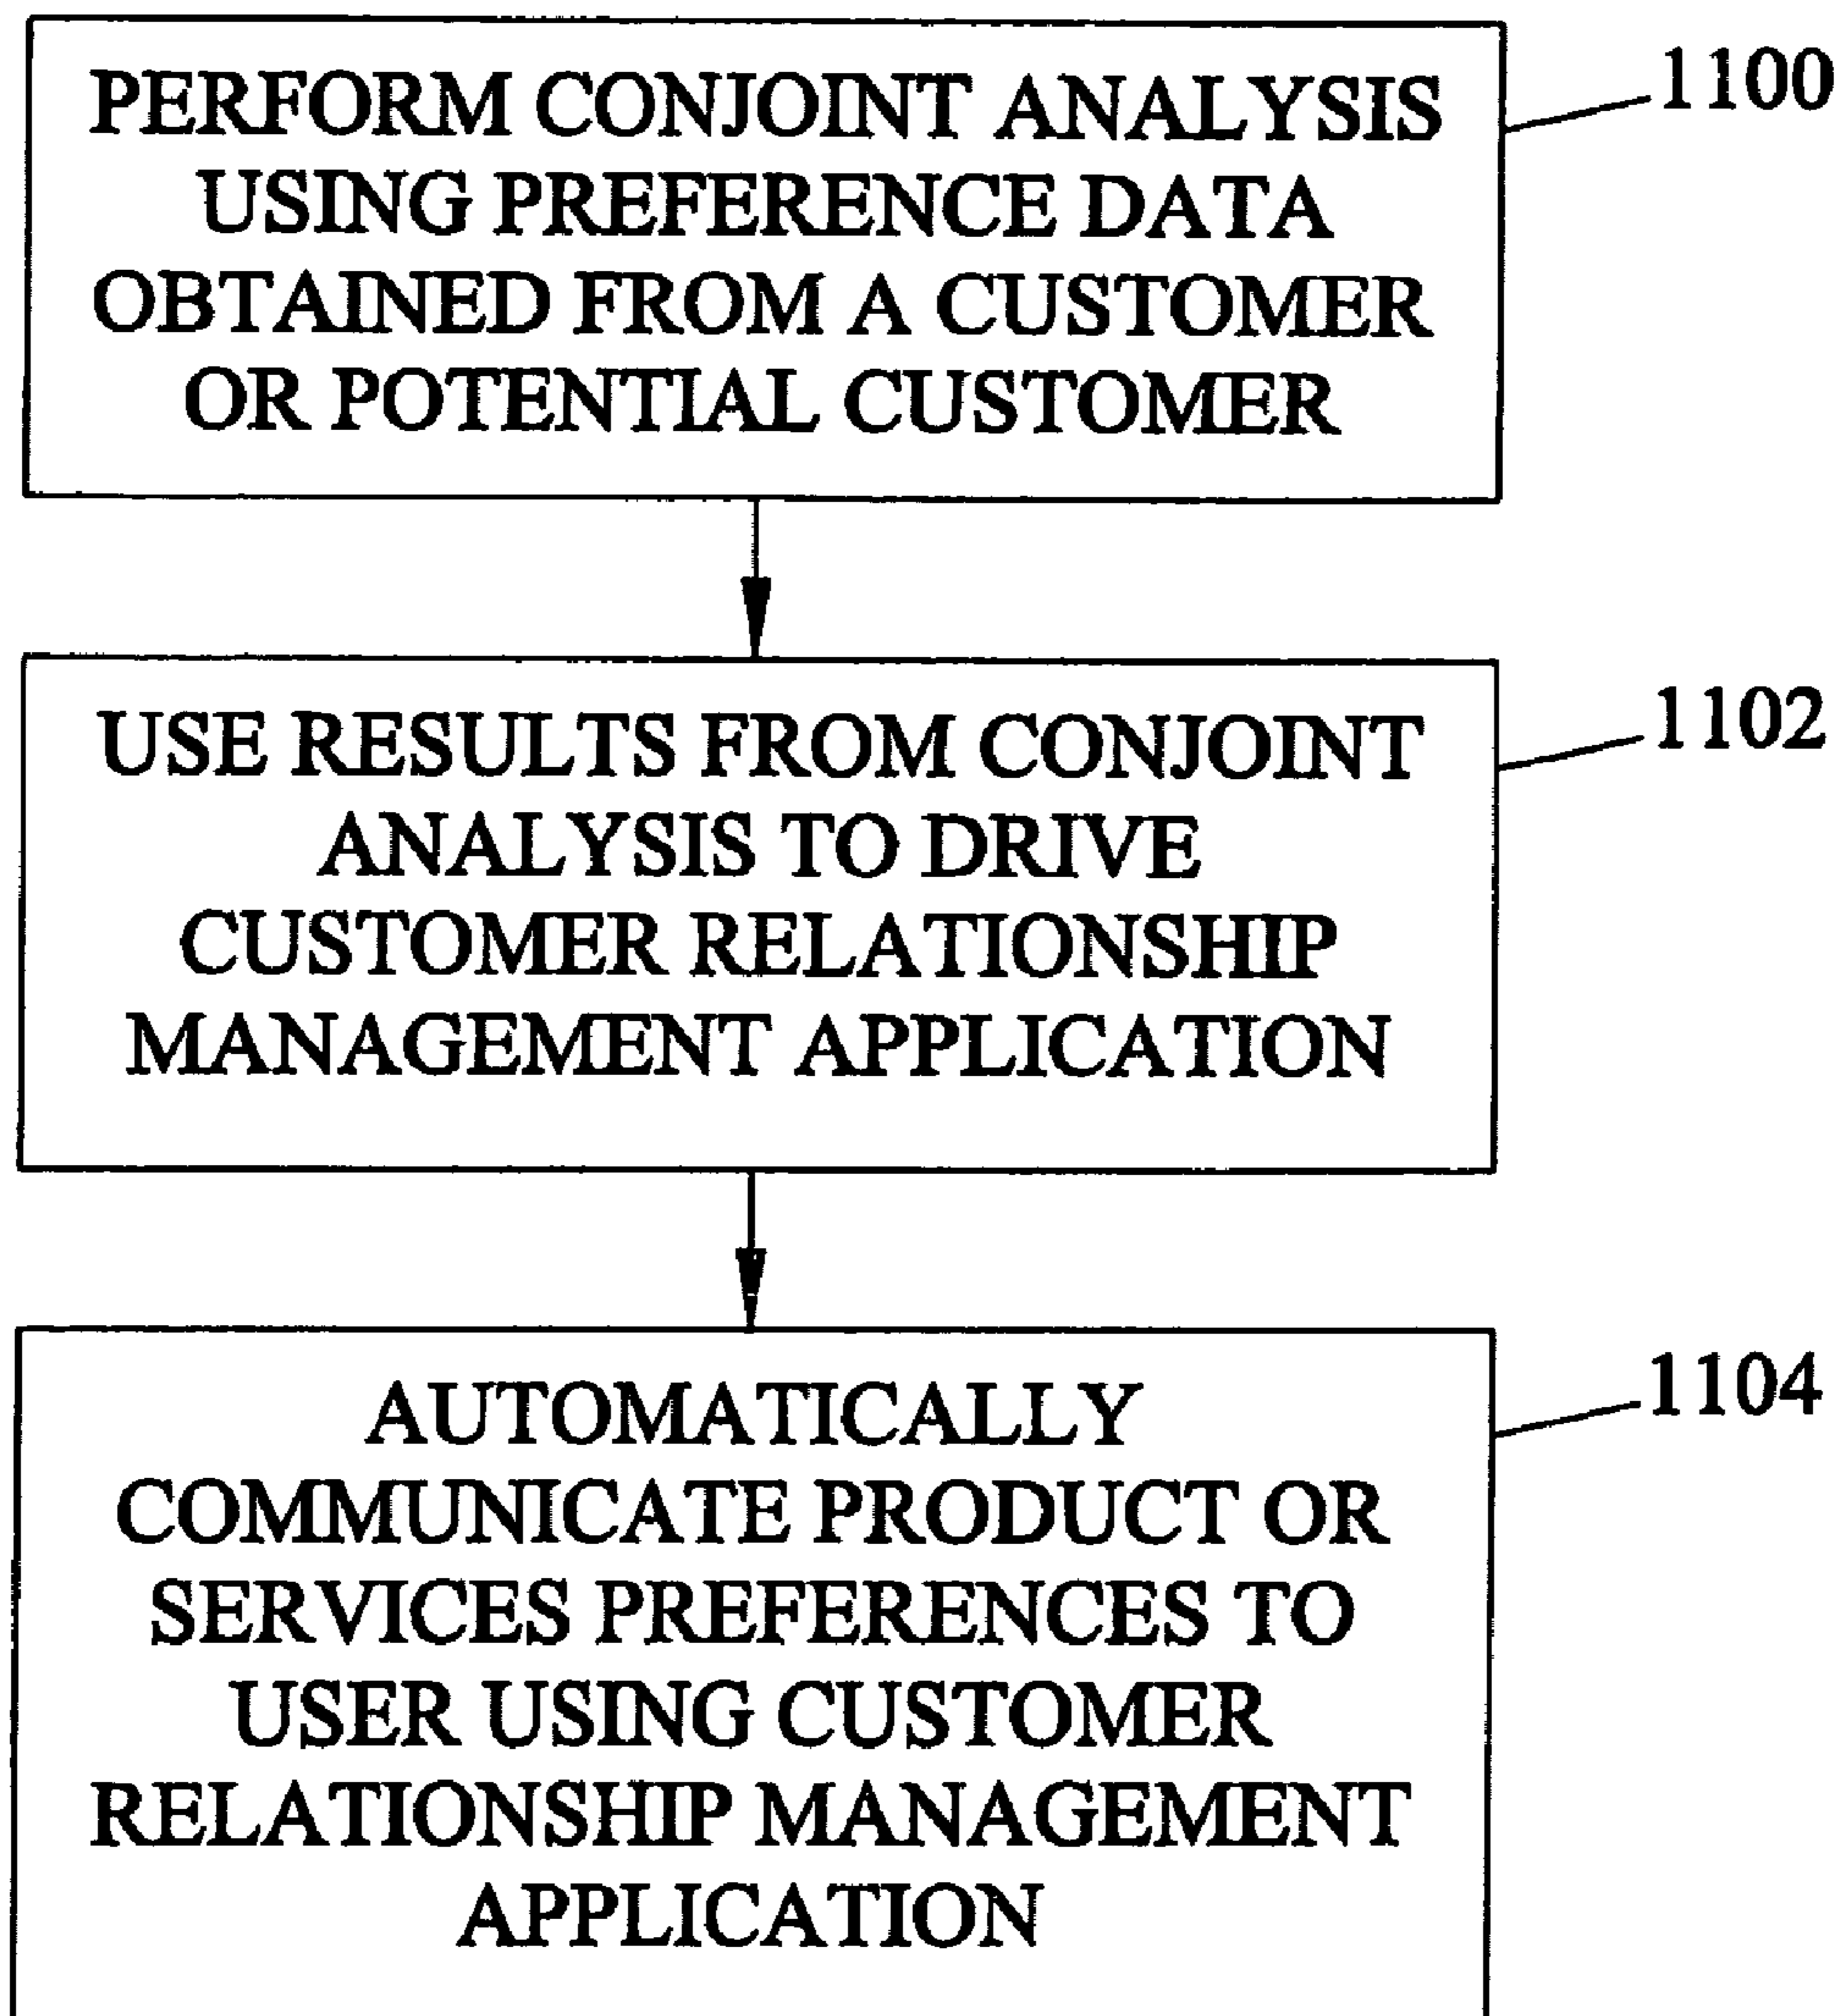 PERFORM CONJOINT ANALYSIS
USING PREFERENCE DATA
OBTAINED FROM A CUSTOMER
OR POTENTIAL CUSTOMER
1100
USE RESULTS FROM CONJOINT
ANALYSIS TO DRIVE
CUSTOMER RELATIONSHIP
MANAGEMENT APPLICATION
1102
AUTOMATICALLY
COMMUNICATE PRODUCT OR
SERVICES PREFERENCES TO
USER USING CUSTOMER
RELATIONSHIP MANAGEMENT
APPLICATION
1104